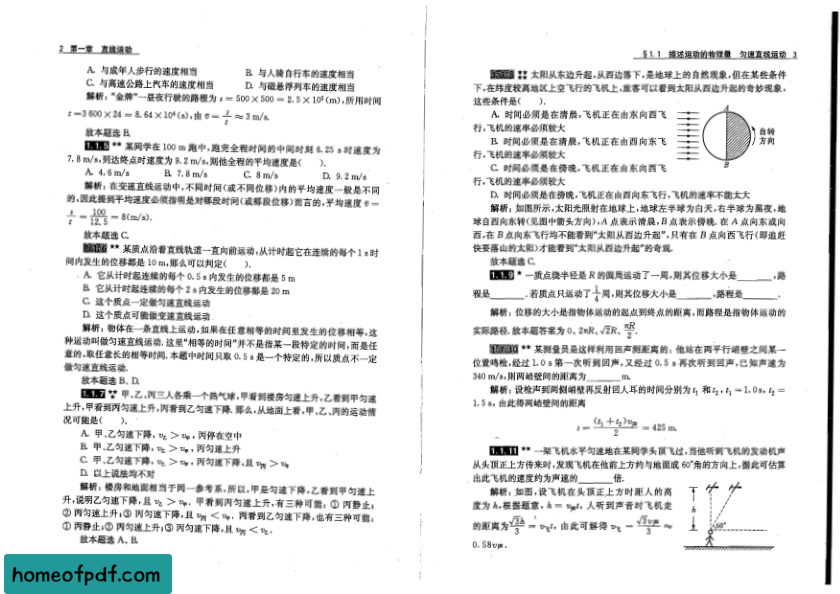 2 第一章 直线运动
A. 与成年人步行的速度相当 B. 与人骑自行车的速度相当
C. 与高速公路上汽车的速度相当 D. 与磁悬浮列车的速度相当
解析：“金牌”一昼夜行驶的路程为 s = 500 × 500 = 2.5 × 10⁵(m)，所用时间
t = 3 600 × 24 = 8.64 × 10⁴(s)，由 v = s/t ≈ 3 m/s.
故本题选 B.
1.1.5 ** 某同学在 100 m 跑中，跑完全程时间的中间时刻 6.25 s 时速度为
7.8 m/s，到达终点时速度为 9.2 m/s，则他全程的平均速度是( ).
A. 4.6 m/s B. 7.8 m/s C. 8 m/s D. 9.2 m/s
解析：在变速直线运动中，不同时间(或不同位移)内的平均速度一般是不同
的，因此提到平均速度必须指明是对哪段时间(或哪段位移)而言的，平均速度 v̄ =
s/t = 100/12.5 = 8(m/s).
故本题选 C.
1.1.6 ** 某质点沿着直线轨道一直向前运动，从计时起它在连续的每个 1 s 时
间内发生的位移都是 10 m，那么可以判定( ).
A. 它从计时起连续的每个 0.5 s 内发生的位移都是 5 m
B. 它从计时起连续的每个 2 s 内发生的位移都是 20 m
C. 这个质点一定做匀速直线运动
D. 这个质点可能做变速直线运动
解析：物体在一条直线上运动，如果在任意相等的时间里发生的位移相等，这
种运动叫做匀速直线运动. 这里“相等的时间”并不是指某一段特定的时间，而是任
意的，取任意长的相等时间. 本题中时间只取 0.5 s 是一个特定的，所以质点不一定
做匀速直线运动.
故本题选 B、D.
1.1.7 ** 甲、乙、丙三人各乘一个热气球，甲看到楼房匀速上升，乙看到甲匀速
上升，甲看到丙匀速上升，丙看到乙匀速下降. 那么，从地面上看，甲、乙、丙的运动情
况可能是( ).
A. 甲、乙匀速下降，v乙 > v甲，丙停在空中
B. 甲、乙匀速下降，v乙 > v甲，丙匀速上升
C. 甲、乙匀速下降，v乙 > v甲，丙匀速下降，且 v丙 > v甲
D. 以上说法均不对
解析：楼房和地面相当于同一参考系，所以，甲是匀速下降，乙看到甲匀速上
升，说明乙匀速下降，且 v乙 > v甲. 甲看到丙匀速上升，有三种可能：① 丙静止；
② 丙匀速上升；③ 丙匀速下降，且 v丙 < v甲. 丙看到乙匀速下降，也有三种可能：
① 丙静止；② 丙匀速上升；③ 丙匀速下降，且 v丙 < v乙.
故本题选 A、B.
homeofpdf.com
§1.1 描述运动的物理量 匀速直线运动 3
1.1.8 ** 太阳从东边升起，从西边落下，是地球上的自然现象，但在某些条件
下，在纬度较高地区上空飞行的飞机上，旅客可以看到太阳从西边升起的奇妙现象，
这些条件是( ).
A. 时间必须是在清晨，飞机正在由东向西飞
行，飞机的速率必须较大
B. 时间必须是在清晨，飞机正在由西向东飞
行，飞机的速率必须较大
C. 时间必须是在傍晚，飞机正在由东向西飞
行，飞机的速率必须较大
D. 时间必须是在傍晚，飞机正在由西向东飞行，飞机的速率不能太大
A
B
自转
方向
解析：如图所示，太阳光照射在地球上，地球左半球为白天，右半球为黑夜，地
球自西向东转(见图中箭头方向)，A 点表示清晨，B 点表示傍晚. 在 A 点向东或向
西，在 B 点向东飞行均不能看到“太阳从西边升起”，只有在 B 点向西飞行(即追赶
快要落山的太阳)才能看到“太阳从西边升起”的奇观.
故本题选 C.
1.1.9 * 一质点绕半径是 R 的圆周运动了一周，则其位移大小是______，路
程是______. 若质点只运动了 1/4 周，则其位移大小是______，路程是______.
解析：位移的大小是指物体运动的起点到终点的距离，而路程是指物体运动的
实际路径. 故本题答案为 0、2πR、√2R、πR/2.
1.1.10 ** 某测量员是这样利用回声测距离的：他站在两平行峭壁之间某一
位置鸣枪，经过 1.0 s 第一次听到回声，又经过 0.5 s 再次听到回声，已知声速为
340 m/s，则两峭壁间的距离为______m.
解析：设枪声到两侧峭壁再反射回人耳的时间分别为 t₁ 和 t₂，t₁ = 1.0s，t₂ =
1.5s，由此得两峭壁间的距离
s = (t₁ + t₂)v声/2 = 425 m.
1.1.11 ** 一架飞机水平匀速地在某同学头顶飞过，当他听到飞机的发动机声
从头顶正上方传来时，发现飞机在他前上方约与地面成 60°角的方向上，据此可估算
出此飞机的速度约为声速的______倍.
解析：如图，设飞机在头顶正上方时距人的高
度为 h，根据题意，h = v声t，人听到声音时飞机走
的距离为 √3h/3 = v飞t，由此可解得 v飞 = √3v声/3 ≈
0.58v声.
h
60°